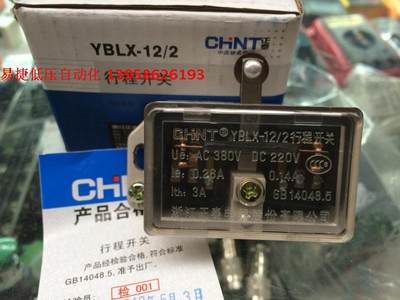 YBLX-12/2
CHNT 正泰
易捷低压自动化 13958626193
行程开关
CHNT® YBLX-12/2行程开关
Ue: AC 380V DC 220V
Ie: 0.26A 0.14A
Ith: 3A GB14048.5
CHNT
产品合格
行程开关
产品经检验合格,符合标准
GB14048.5,准予出厂。
检 001